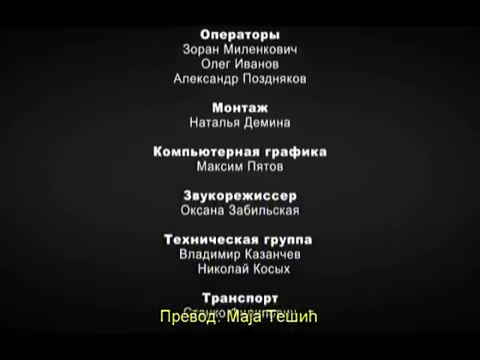 Операторы
Зоран Миленкович
Олег Иванов
Александр Поздняков
Монтаж
Наталья Демина
Компьютерная графика
Максим Пятов
Звукорежиссер
Оксана Забильская
Техническая группа
Владимир Казанчев
Николай Косых
Транспорт
Превод: Маја Тешић